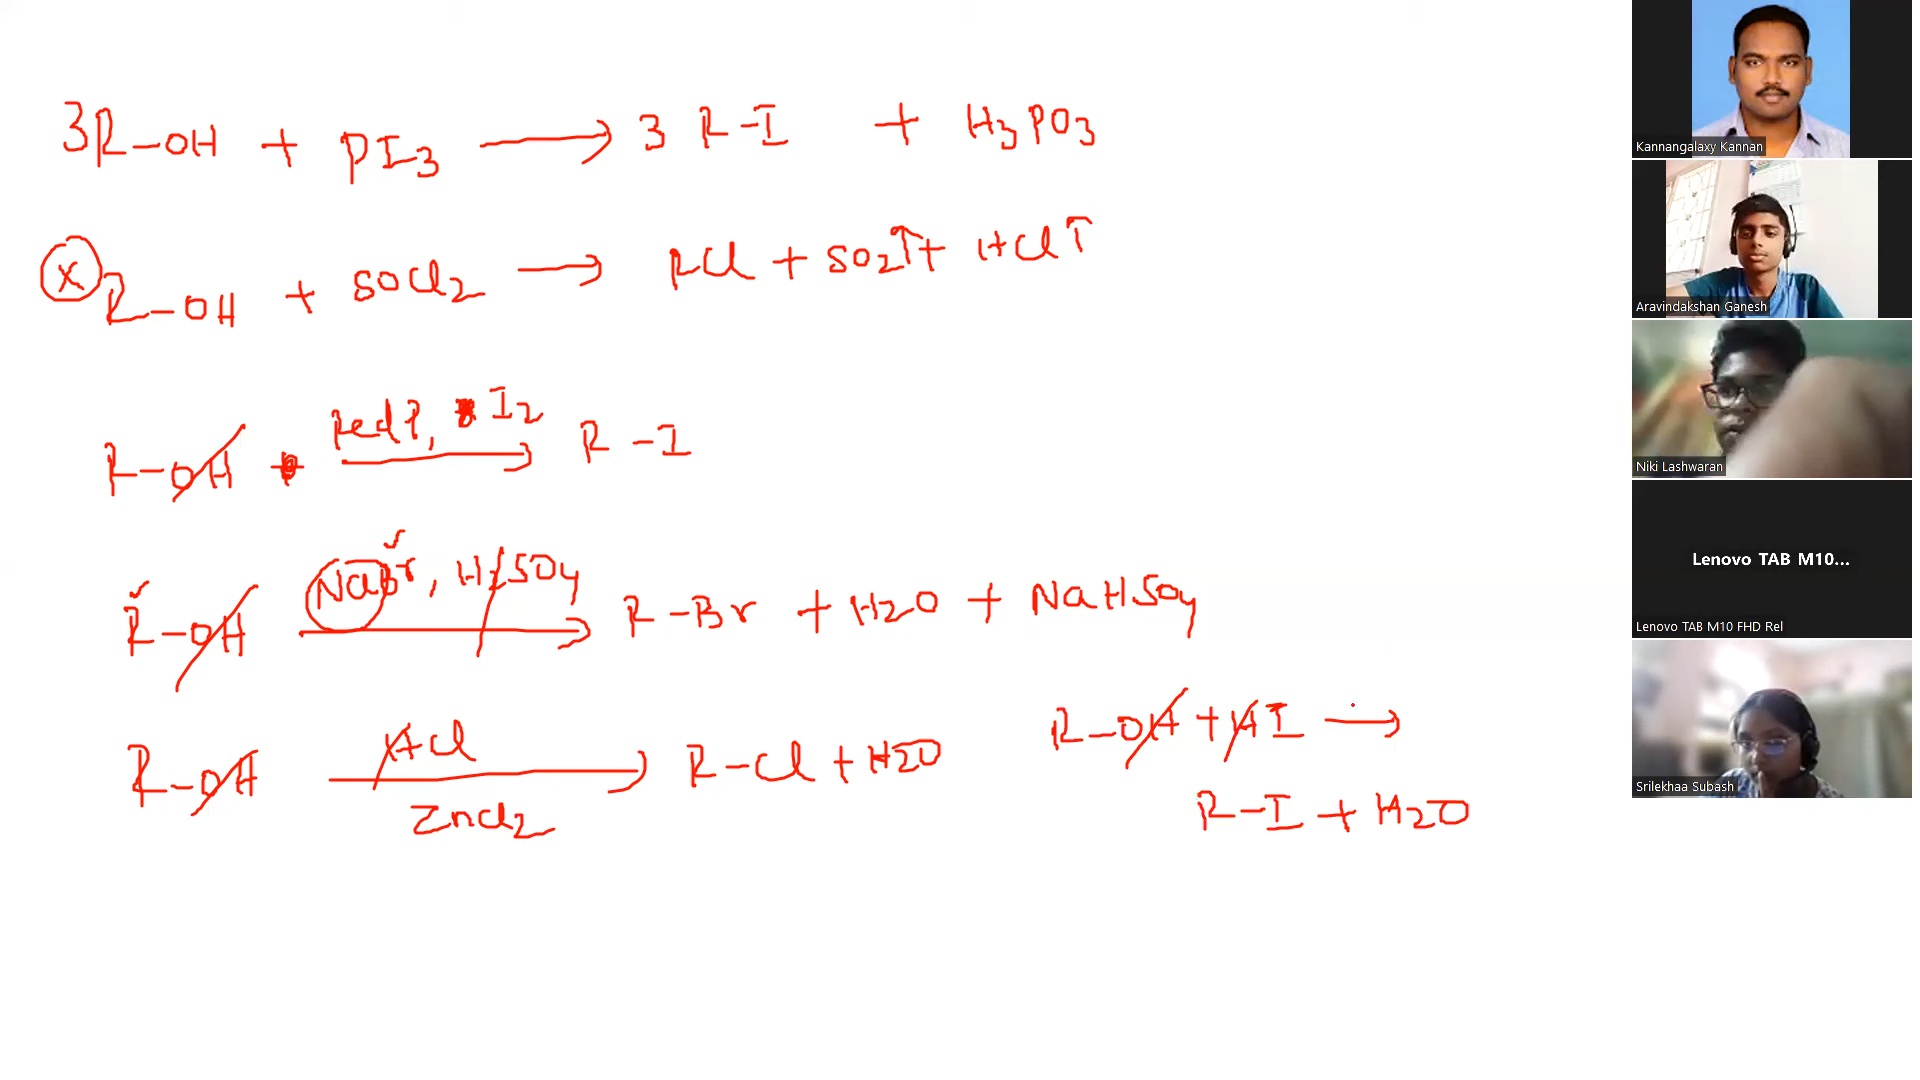 3R-OH + PI3 → 3 R-I + H3PO3
X R-OH + SOCl2 → RCl + SO2↑ + HCl↑
R-OH Red P, I2 → R-I
R-OH NaBr, H2SO4 → R-Br + H2O + NaHSO4
R-OH HCl ZnCl2 → R-Cl + H2O
R-OH + HI →
R-I + H2O
Kannangalaxy Kannan
Aravindakshan Ganesh
Niki Lashwaran
Lenovo TAB M10...
Lenovo TAB M10 FHD Rel
Srilekhaa Subash